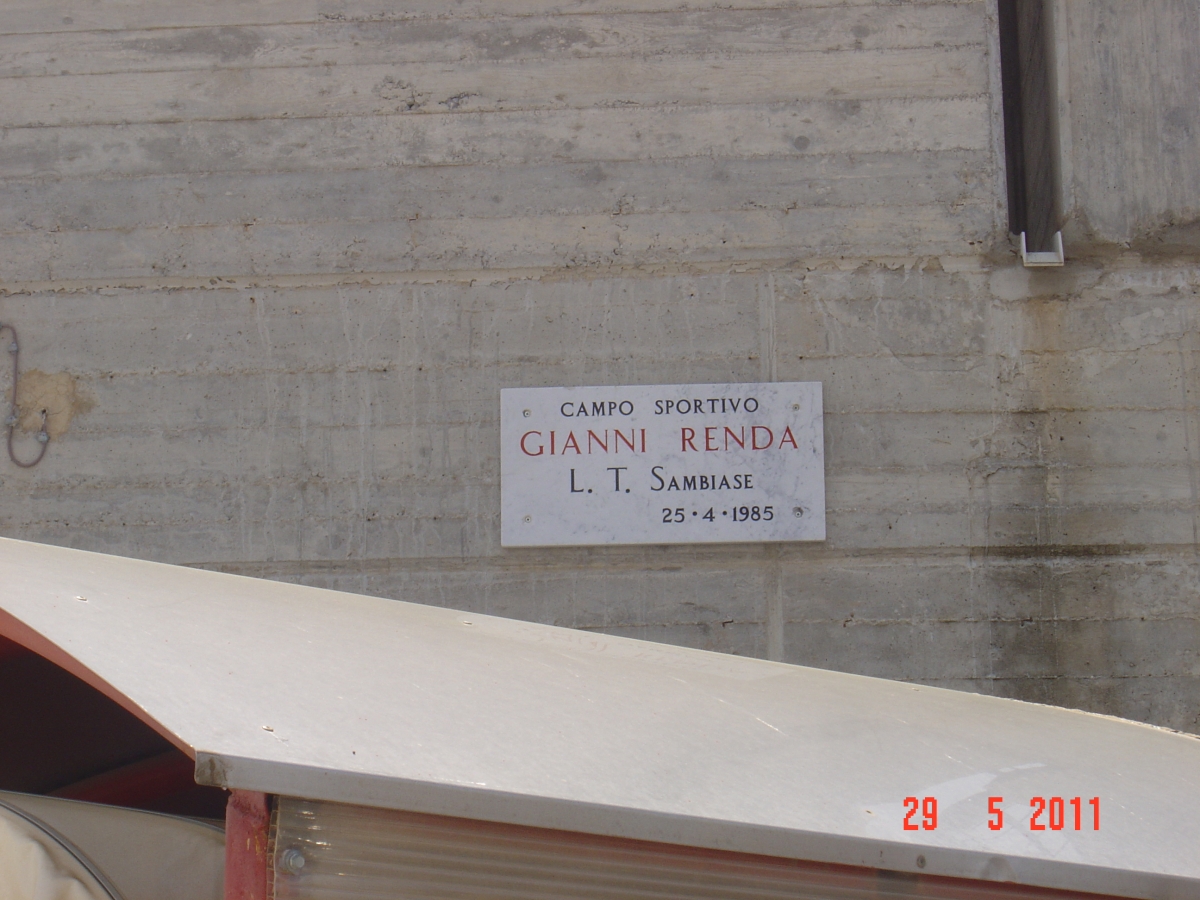 CAMPO SPORTIVO
GIANNI RENDA
L. T. SAMBIASE
25•4•1985
29 5 2011